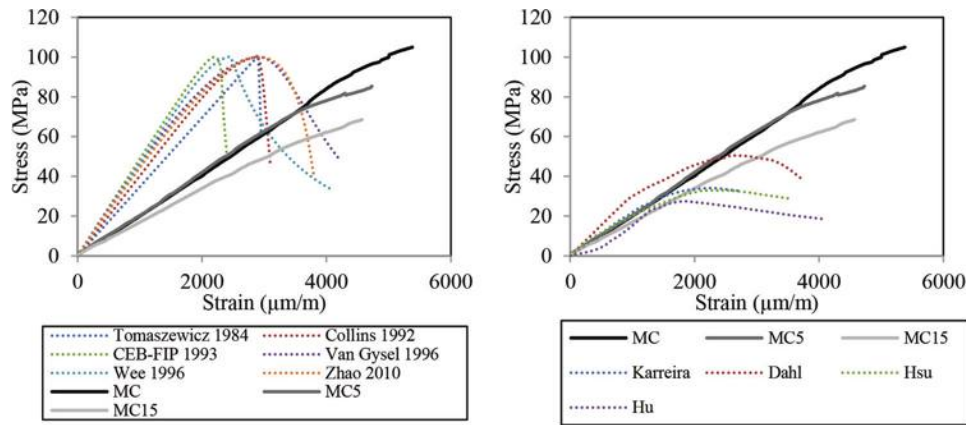 120
100
80
60
40
20
0
Stress (MPa)
0 2000 4000 6000
Strain (µm/m)
Tomaszewicz 1984 Collins 1992
CEB-FIP 1993 Van Gysel 1996
Wee 1996 Zhao 2010
MC MC5
MC15
120
100
80
60
40
20
0
Stress (MPa)
0 2000 4000 6000
Strain (µm/m)
MC MC5 MC15
Karreira Dahl Hsu
Hu